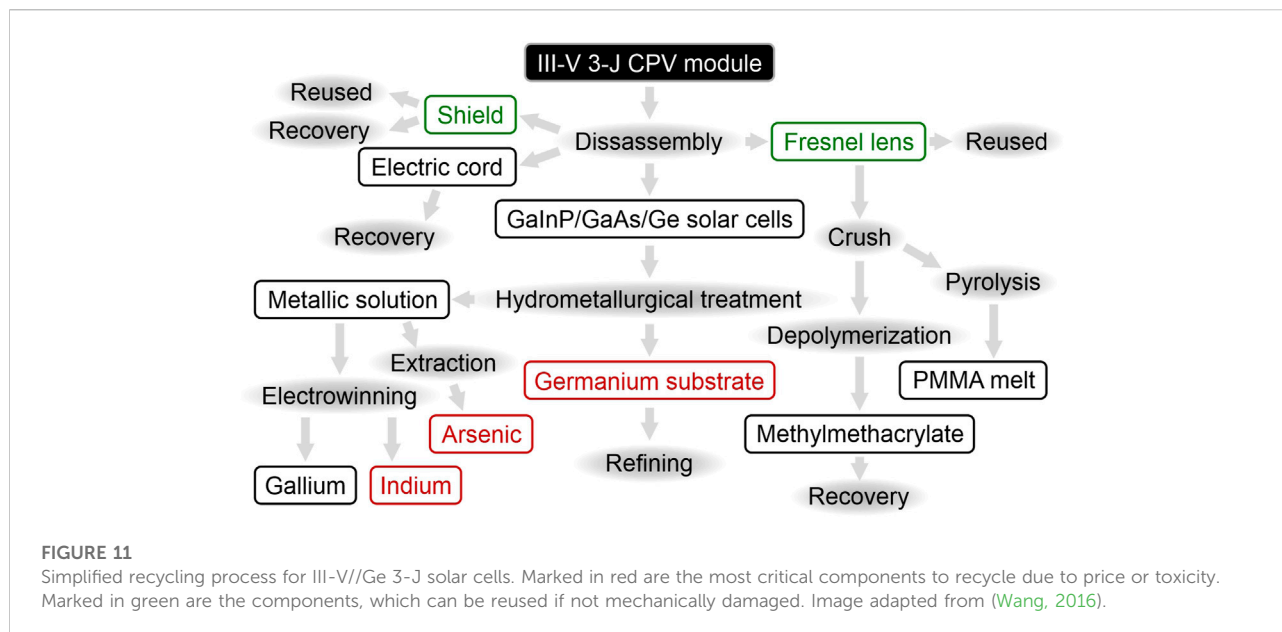 III-V 3-J CPV module
Reused
Shield
Recovery
Disassembly
Fresnel lens
Reused
Electric cord
GaInP/GaAs/Ge solar cells
Recovery
Crush
Pyrolysis
Metallic solution
Hydrometallurgical treatment
Depolymerization
Extraction
Germanium substrate
PMMA melt
Electrowinning
Arsenic
Methylmethacrylate
Refining
Gallium
Indium
Recovery
FIGURE 11
Simplified recycling process for III-V//Ge 3-J solar cells. Marked in red are the most critical components to recycle due to price or toxicity.
Marked in green are the components, which can be reused if not mechanically damaged. Image adapted from (Wang, 2016).